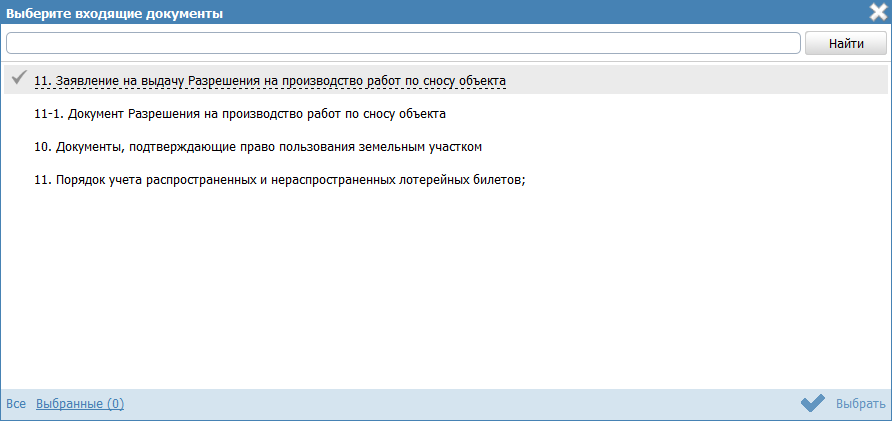 Выберите входящие документы
Найти
11. Заявление на выдачу Разрешения на производство работ по сносу объекта
11-1. Документ Разрешения на производство работ по сносу объекта
10. Документы, подтверждающие право пользования земельным участком
11. Порядок учета распространенных и нераспространенных лотерейных билетов;
Все Выбранные (0) Выбрать